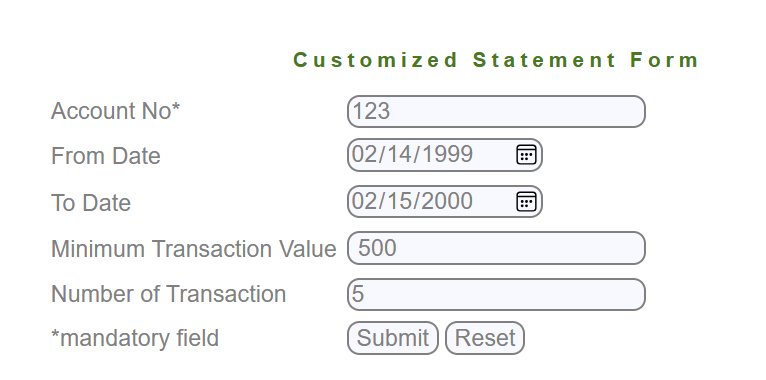 Customized Statement Form
Account No* 123
From Date 02/14/1999
To Date 02/15/2000
Minimum Transaction Value 500
Number of Transaction 5
*mandatory field Submit Reset